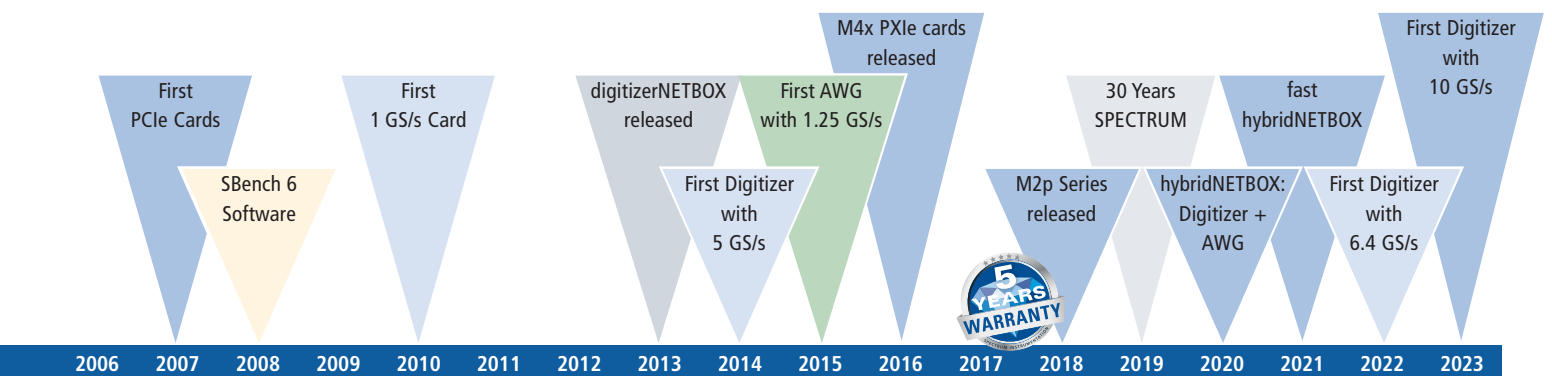 First
PCIe Cards
SBench 6
Software
First
1 GS/s Card
digitizerNETBOX
released
First Digitizer
with
5 GS/s
First AWG
with 1.25 GS/s
M4x PXIe cards
released
5
YEARS
WARRANTY
SPECTRUM INSTRUMENTATION
M2p Series
released
30 Years
SPECTRUM
hybridNETBOX:
Digitizer +
AWG
fast
hybridNETBOX
First Digitizer
with
6.4 GS/s
First Digitizer
with
10 GS/s
2006 2007 2008 2009 2010 2011 2012 2013 2014 2015 2016 2017 2018 2019 2020 2021 2022 2023